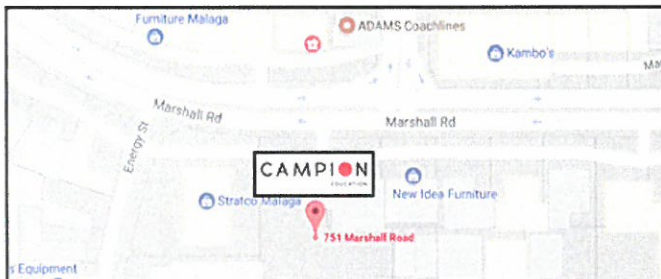 Furniture Malaga
ADAMS Coachlines
Kambo's
Ma
Marshall Rd
Marshall Rd
Energy St
CAMPION
EDUCATION
New Idea Furniture
Stratco Malaga
751 Marshall Road
s Equipment